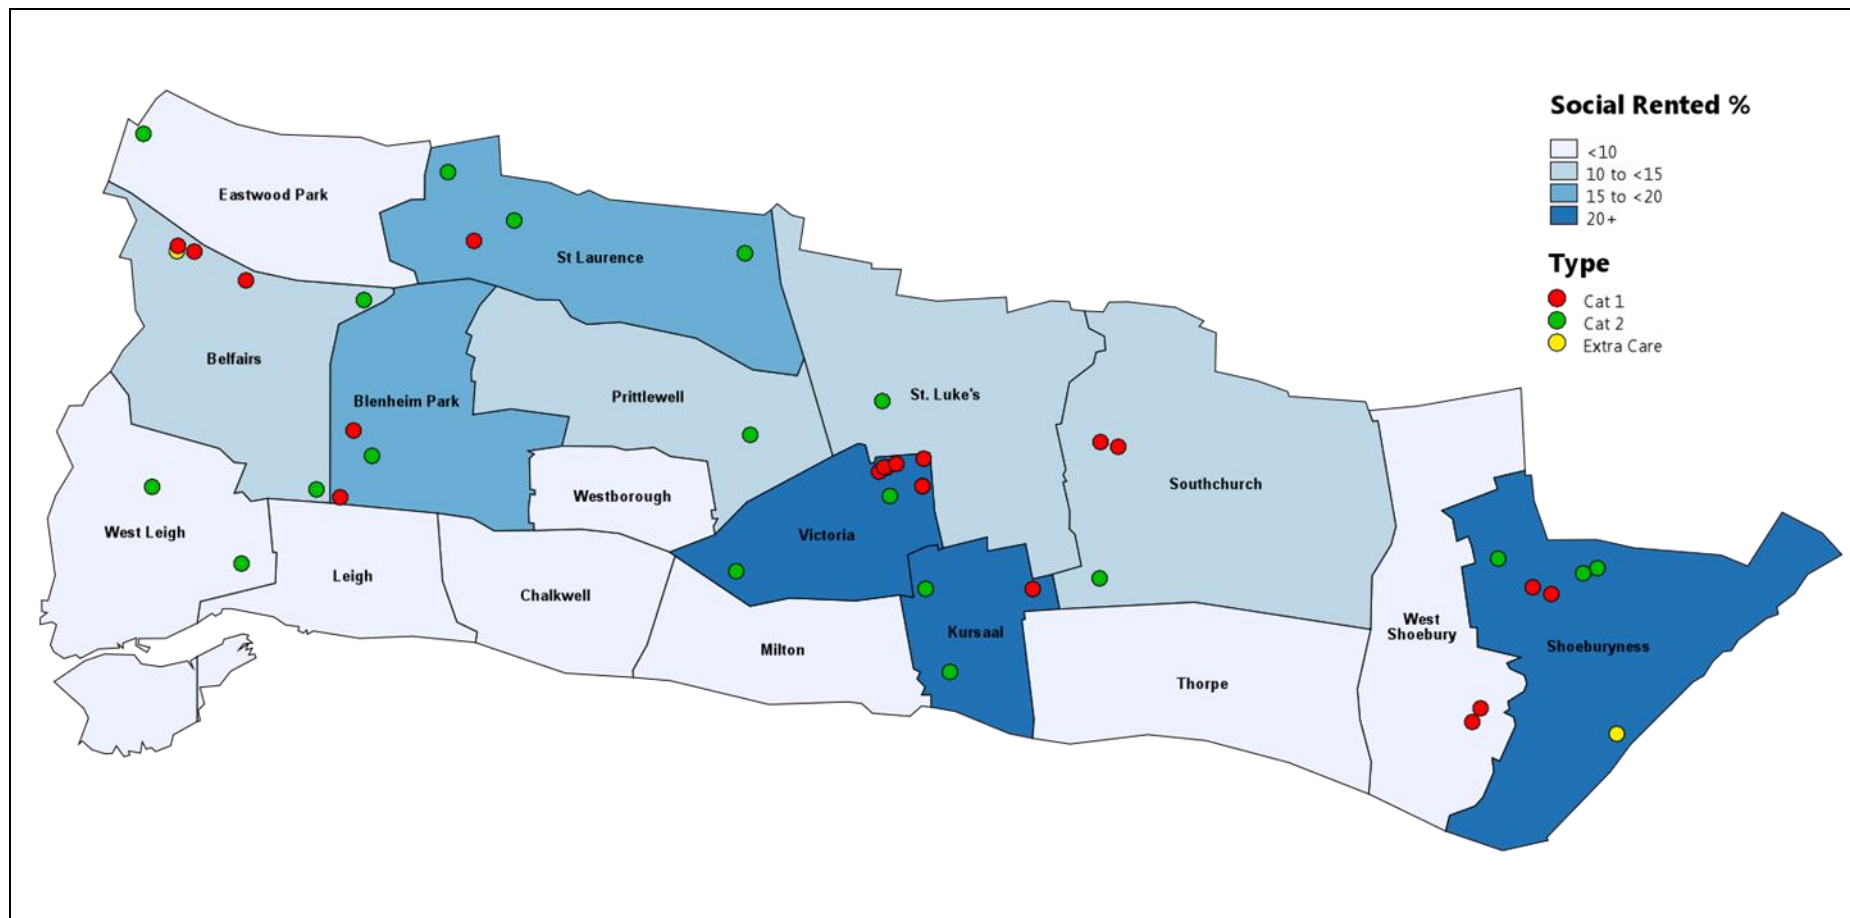 Social Rented %
<10
10 to <15
15 to <20
20+
Type
Cat 1
Cat 2
Extra Care
Eastwood Park
St Laurence
Belfairs
Blenheim Park
Prittlewell
St. Luke's
Southchurch
Westborough
West Leigh
Victoria
Leigh
Chalkwell
Milton
Kursaal
Thorpe
West
Shoebury
Shoeburyness